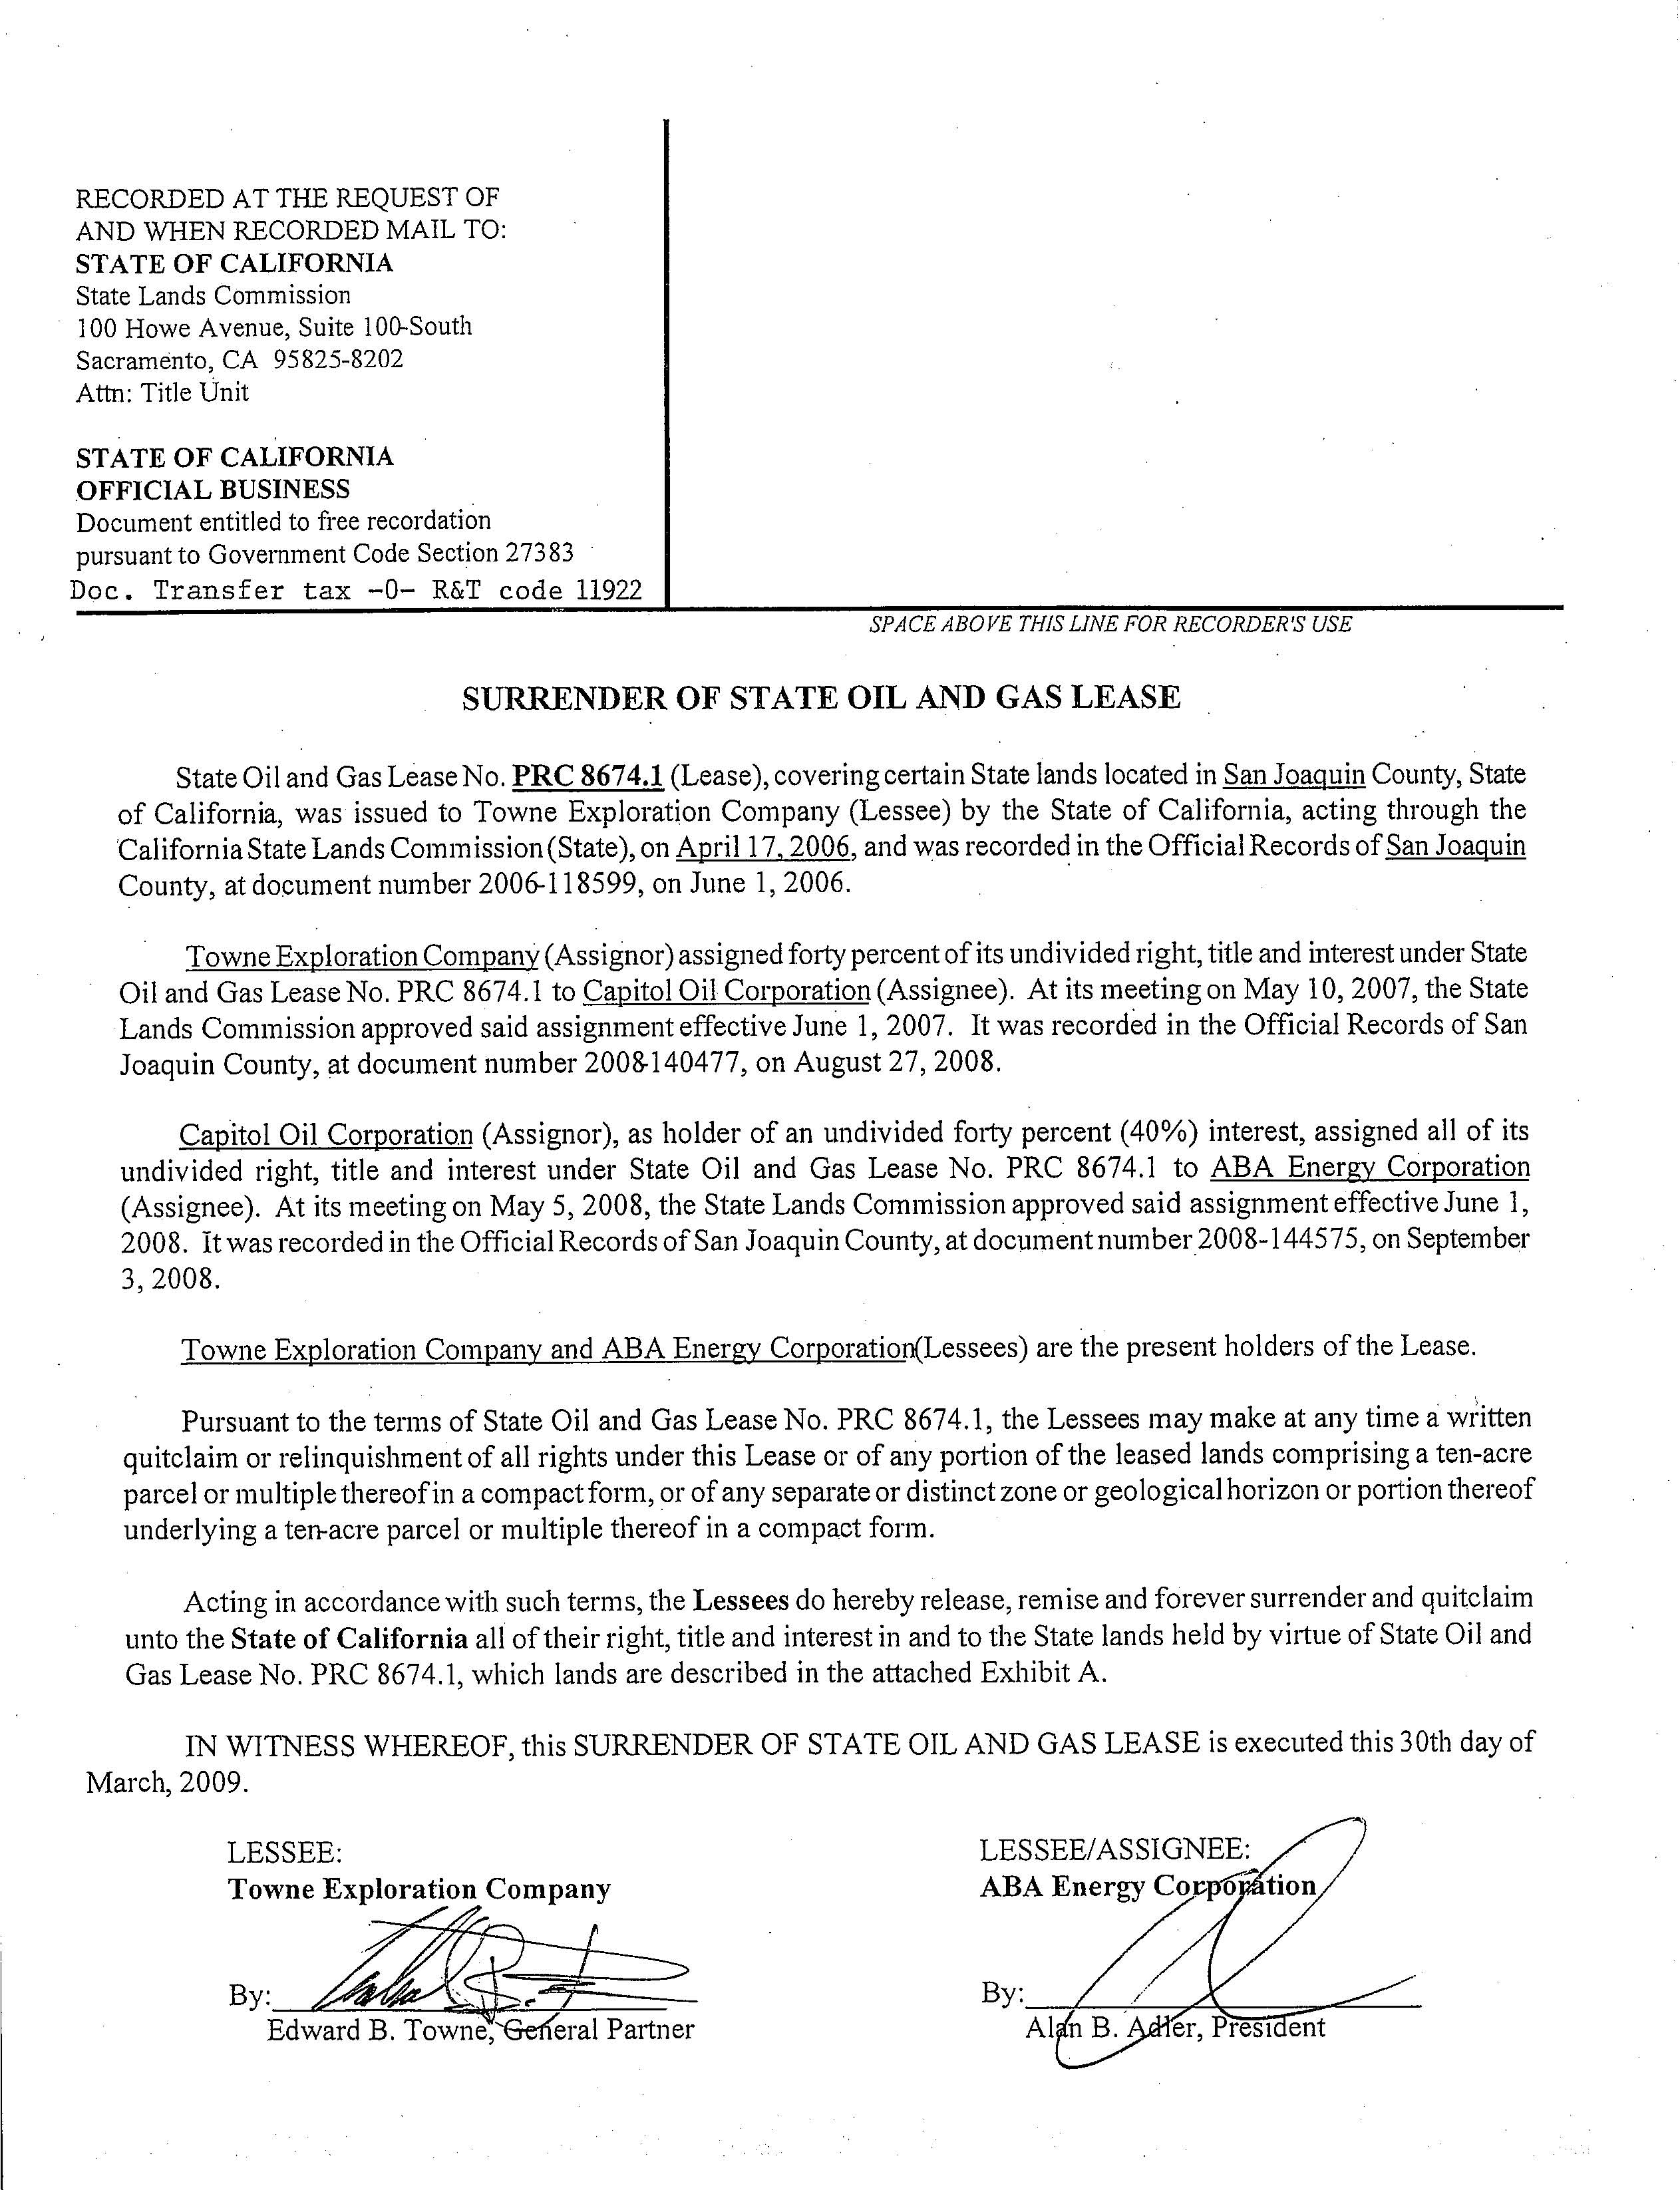 RECORDED AT THE REQUEST OF
AND WHEN RECORDED MAIL TO:
STATE OF CALIFORNIA
State Lands Commission
100 Howe Avenue, Suite 100-South
Sacramento, CA 95825-8202
Attn: Title Unit
STATE OF CALIFORNIA
OFFICIAL BUSINESS
Document entitled to free recordation
pursuant to Government Code Section 27383
Doc. Transfer tax -0- R&T code 11922
SPACE ABOVE THIS LINE FOR RECORDER'S USE
SURRENDER OF STATE OIL AND GAS LEASE
State Oil and Gas Lease No. PRC 8674.1 (Lease), covering certain State lands located in San Joaquin County, State
of California, was issued to Towne Exploration Company (Lessee) by the State of California, acting through the
California State Lands Commission (State), on April 17, 2006, and was recorded in the Official Records of San Joaquin
County, at document number 2006-118599, on June 1, 2006.
Towne Exploration Company (Assignor) assigned forty percent of its undivided right, title and interest under State
Oil and Gas Lease No. PRC 8674.1 to Capitol Oil Corporation (Assignee). At its meeting on May 10, 2007, the State
Lands Commission approved said assignment effective June 1, 2007. It was recorded in the Official Records of San
Joaquin County, at document number 2008-140477, on August 27, 2008.
Capitol Oil Corporation (Assignor), as holder of an undivided forty percent (40%) interest, assigned all of its
undivided right, title and interest under State Oil and Gas Lease No. PRC 8674.1 to ABA Energy Corporation
(Assignee). At its meeting on May 5, 2008, the State Lands Commission approved said assignment effective June 1,
2008. It was recorded in the Official Records of San Joaquin County, at document number 2008-144575, on September
3, 2008.
Towne Exploration Company and ABA Energy Corporation(Lessees) are the present holders of the Lease.
Pursuant to the terms of State Oil and Gas Lease No. PRC 8674.1, the Lessees may make at any time a written
quitclaim or relinquishment of all rights under this Lease or of any portion of the leased lands comprising a ten-acre
parcel or multiple thereof in a compact form, or of any separate or distinct zone or geological horizon or portion thereof
underlying a ten-acre parcel or multiple thereof in a compact form.
Acting in accordance with such terms, the Lessees do hereby release, remise and forever surrender and quitclaim
unto the State of California all of their right, title and interest in and to the State lands held by virtue of State Oil and
Gas Lease No. PRC 8674.1, which lands are described in the attached Exhibit A.
IN WITNESS WHEREOF, this SURRENDER OF STATE OIL AND GAS LEASE is executed this 30th day of
March, 2009.
LESSEE:
Towne Exploration Company
By:
Edward B. Towne, General Partner
LESSEE/ASSIGNEE:
ABA Energy Corporation
By:
Alan B. Adler, President